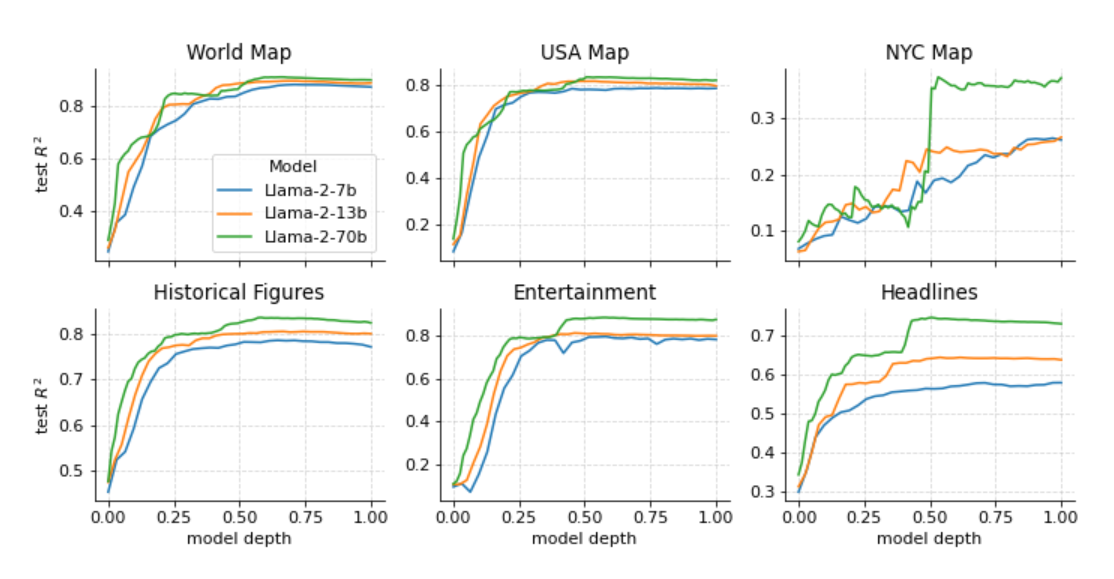 World Map
USA Map
NYC Map
test R²
0.8
0.6
0.4
Model
Llama-2-7b
Llama-2-13b
Llama-2-70b
0.8
0.6
0.4
0.2
0.3
0.2
0.1
Historical Figures
Entertainment
Headlines
test R²
0.8
0.7
0.6
0.5
0.00 0.25 0.50 0.75 1.00
model depth
0.8
0.6
0.4
0.2
0.00 0.25 0.50 0.75 1.00
model depth
0.7
0.6
0.5
0.4
0.3
0.00 0.25 0.50 0.75 1.00
model depth